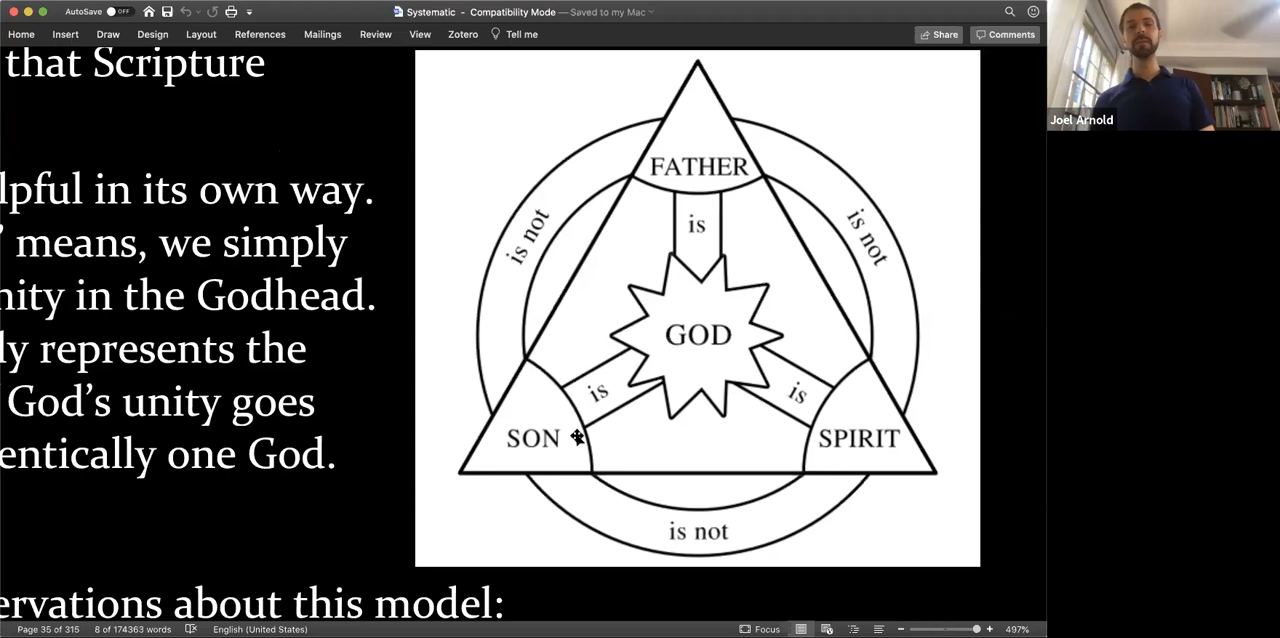 AutoSave OFF
Systematic - Compatibility Mode — Saved to my Mac
Home Insert Draw Design Layout References Mailings Review View Zotero Tell me
Share Comments
Joel Arnold
that Scripture
lpful in its own way.
’ means, we simply
nity in the Godhead.
ly represents the
God’s unity goes
entically one God.
ervations about this model:
FATHER
is not
is
is not
GOD
is
is
SON
SPIRIT
is not
Page 35 of 315 8 of 174363 words English (United States) Focus 497%